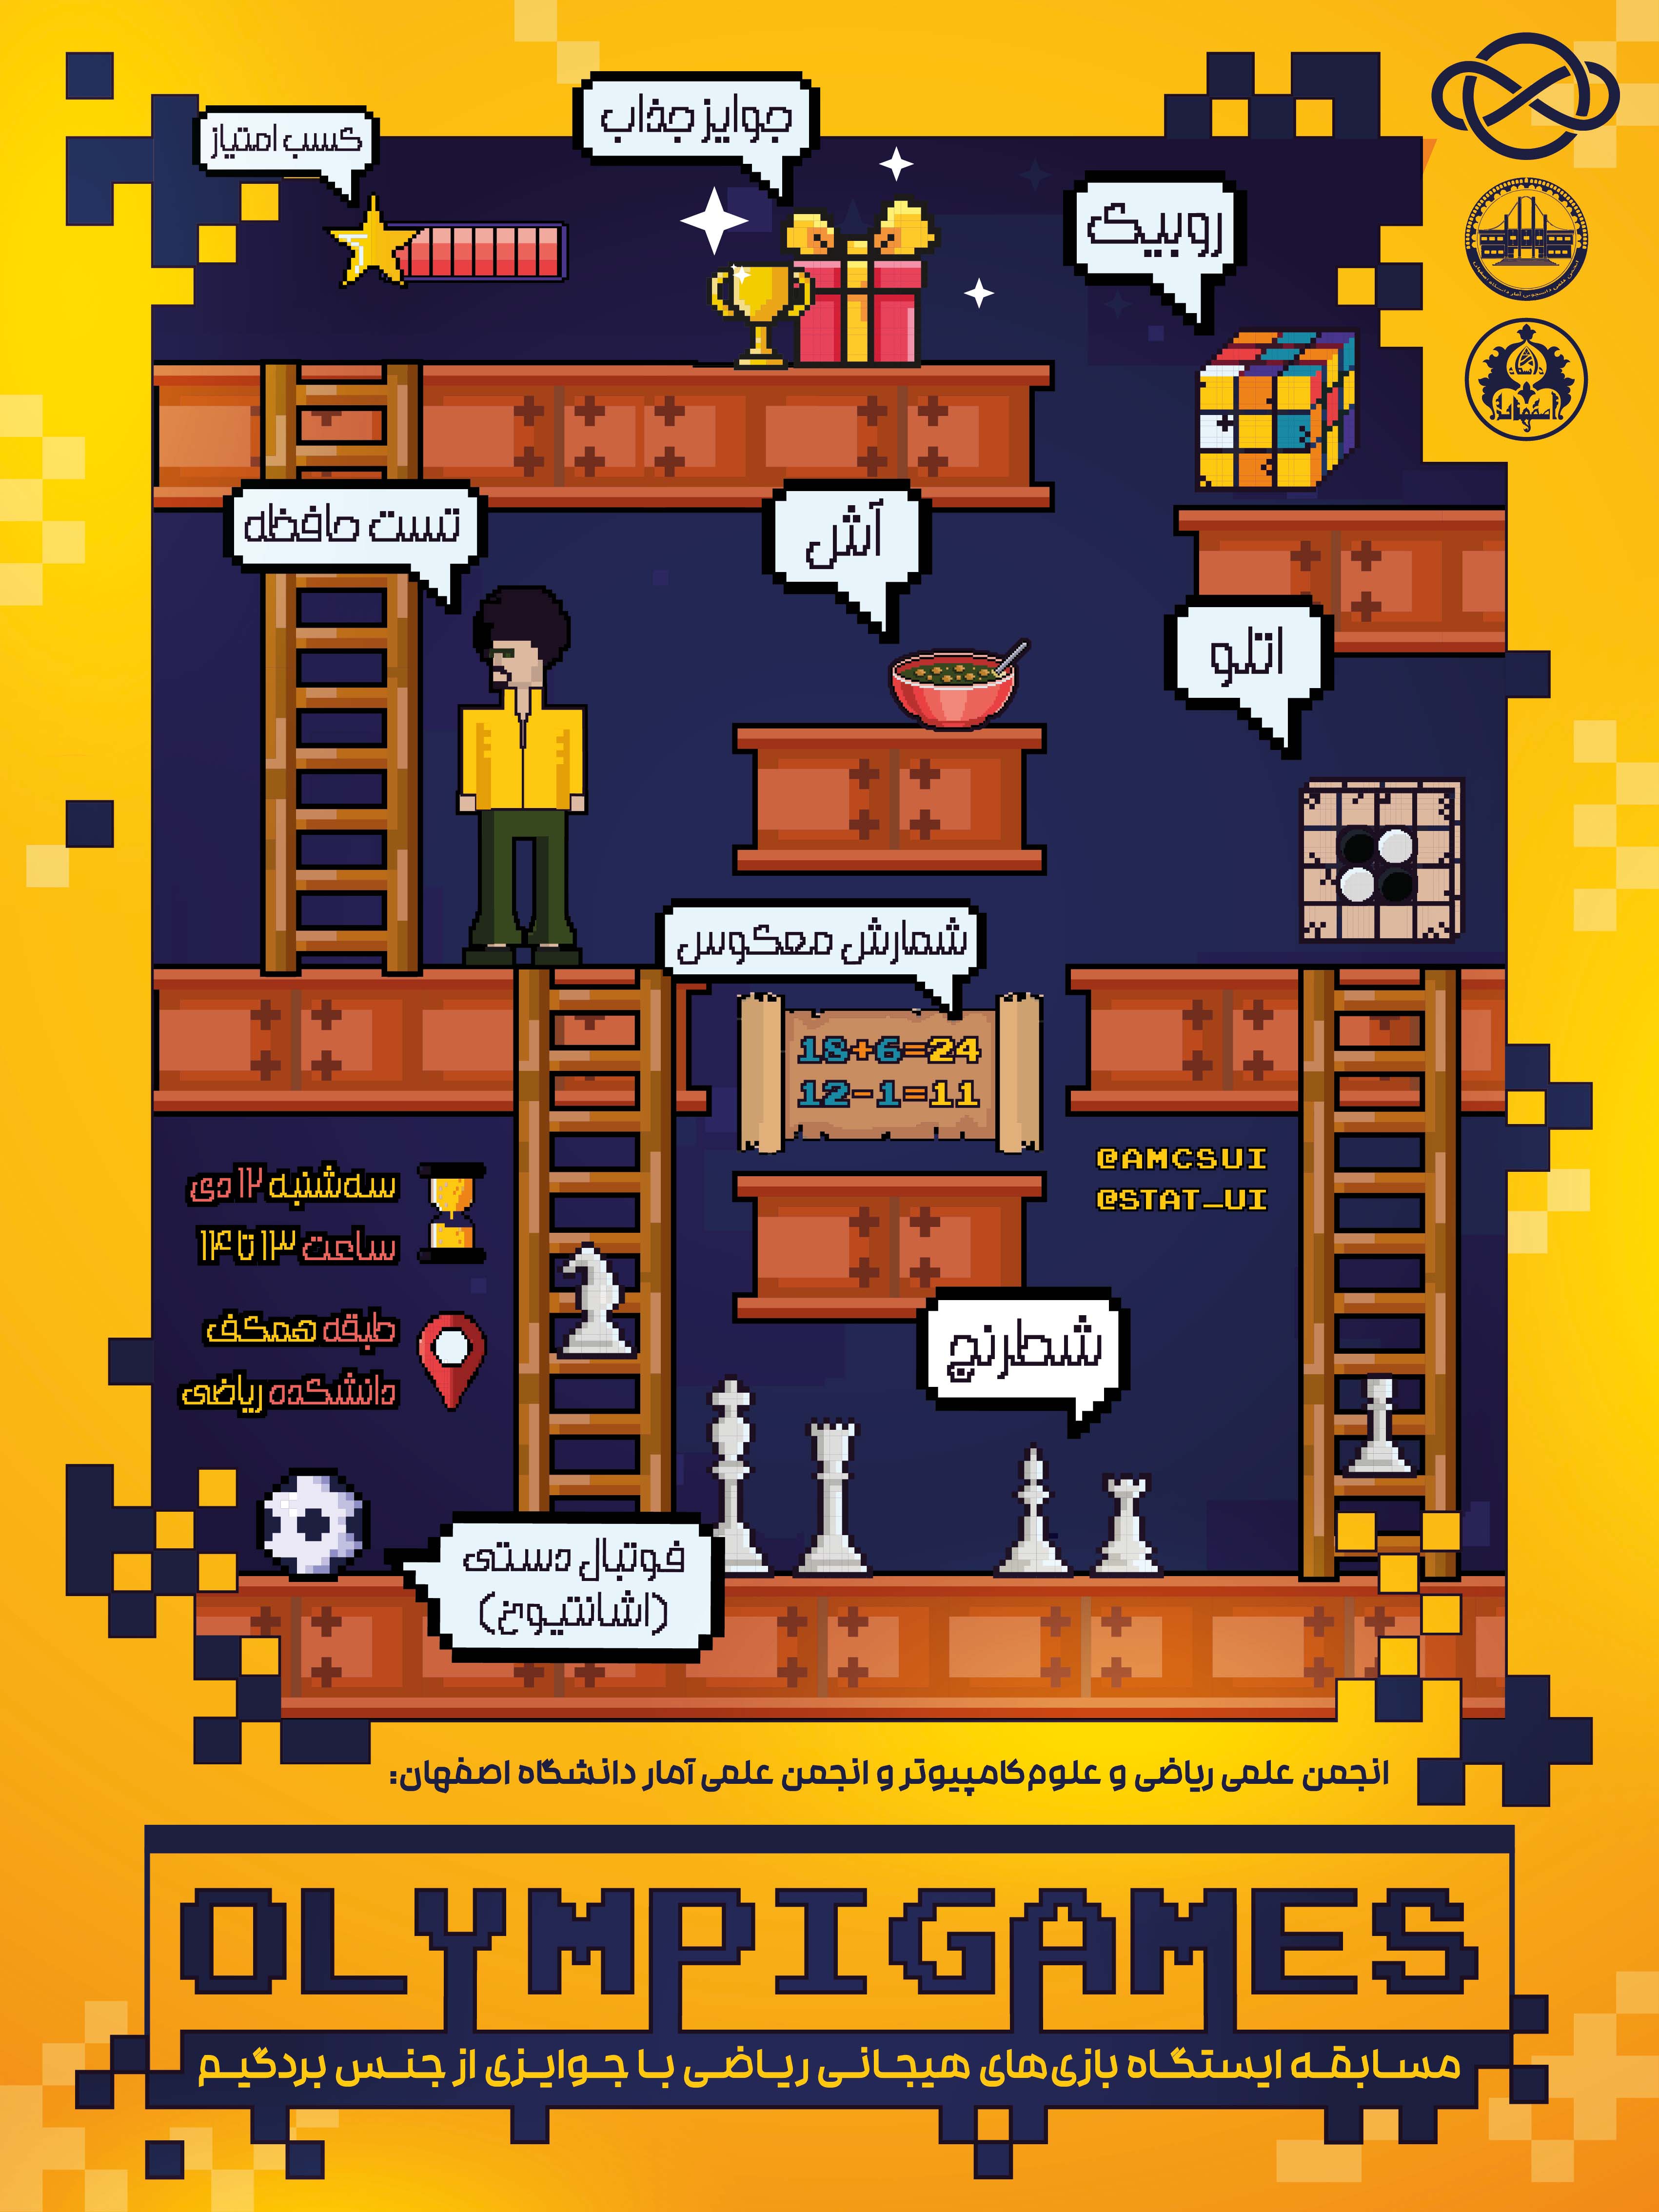 کسب امتیاز
جوایز جذاب
روبیک
تست حافظه
آش
اتلو
شمارش معکوس
18+6=24
12-1=11
@AMCSUI
@STAT_UI
سه‌شنبه ۱۲ دی
ساعت ۱۳ تا ۱۴
طبقه همکف
دانشکده ریاضی
شطرنج
فوتبال دستی
(اشانتیون)
انجمن علمی ریاضی و علوم‌کامپیوتر و انجمن علمی آمار دانشگاه اصفهان:
OLYMPIGAMES
مسابقه ایستگاه بازی‌های هیجانی ریاضی با جوایزی از جنس بردگیم